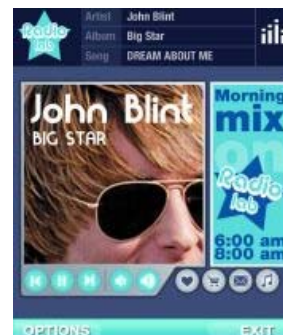 Radio
lab
Artist John Blint
Album Big Star
Song DREAM ABOUT ME
John Blint
BIG STAR
Morning
mix
on
Radio
lab
6:00 am
8:00 am
OPTIONS
EXIT